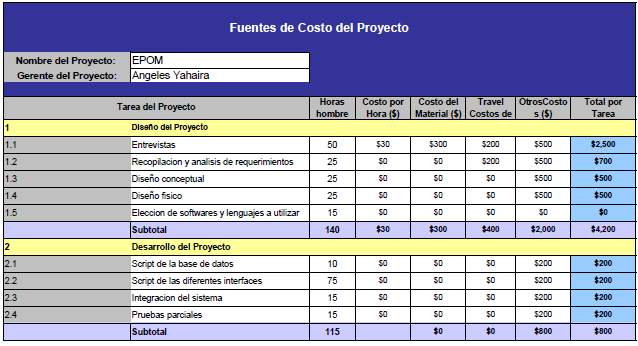 Fuentes de Costo del Proyecto
Nombre del Proyecto: EPOM
Gerente del Proyecto: Angeles Yahaira
Tarea del Proyecto Horas hombre Costo por Hora ($) Costo del Material ($) Travel Costos de OtrosCosto s ($) Total por Tarea
1 Diseño del Proyecto
1.1 Entrevistas 50 $30 $300 $200 $500 $2,500
1.2 Recopilacion y analisis de requerimientos 25 $0 $0 $200 $500 $700
1.3 Diseño conceptual 25 $0 $0 $0 $500 $500
1.4 Diseño fisico 25 $0 $0 $0 $500 $500
1.5 Eleccion de softwares y lenguajes a utilizar 15 $0 $0 $0 $0 $0
Subtotal 140 $30 $300 $400 $2,000 $4,200
2 Desarrollo del Proyecto
2.1 Script de la base de datos 10 $0 $0 $0 $200 $200
2.2 Script de las diferentes interfaces 75 $0 $0 $0 $200 $200
2.3 Integracion del sistema 15 $0 $0 $0 $200 $200
2.4 Pruebas parciales 15 $0 $0 $0 $200 $200
Subtotal 115 $0 $0 $800 $800